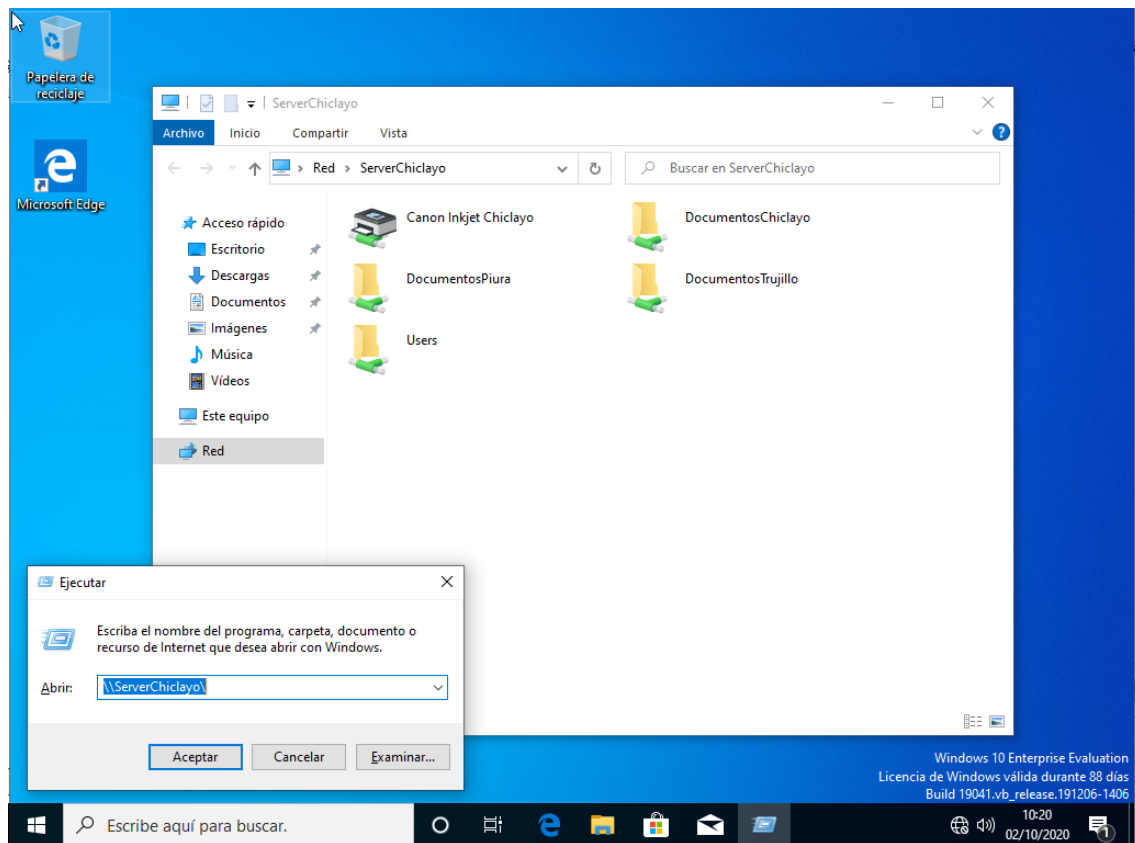 Papelera de
reciclaje
Microsoft Edge
ServerChiclayo
Archivo Inicio Compartir Vista
Red > ServerChiclayo
Buscar en ServerChiclayo
Acceso rápido
Escritorio
Descargas
Documentos
Imágenes
Música
Vídeos
Este equipo
Red
Canon Inkjet Chiclayo
DocumentosChiclayo
DocumentosPiura
DocumentosTrujillo
Users
Ejecutar
Escriba el nombre del programa, carpeta, documento o
recurso de Internet que desea abrir con Windows.
Abrir: \\ServerChiclayo\
Aceptar Cancelar Examinar...
Windows 10 Enterprise Evaluation
Licencia de Windows válida durante 88 días
Build 19041.vb_release.191206-1406
Escribe aquí para buscar.
10:20
02/10/2020
1